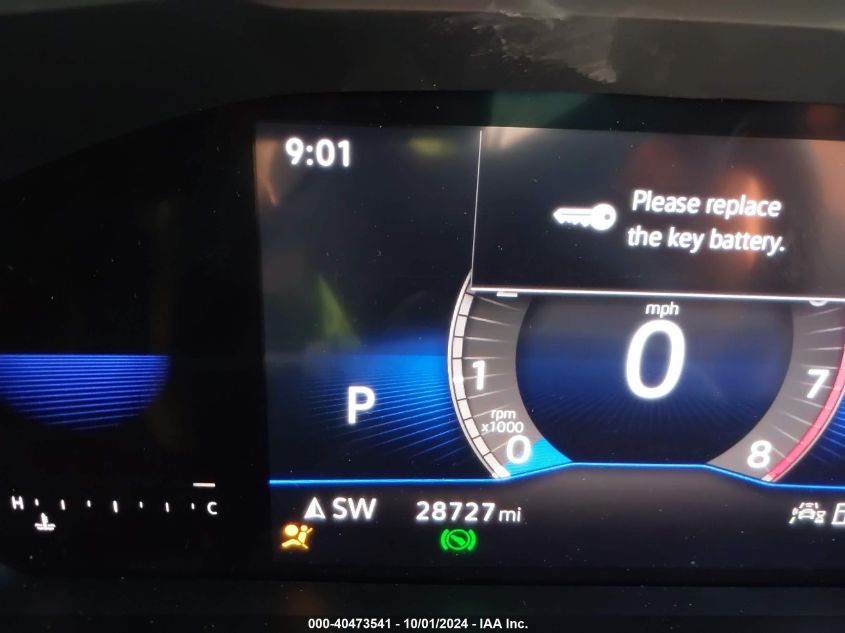 9:01
Please replace
the key battery.
mph
0
1
7
P
rpm
x1000
0
8
H
C
SW
28727 mi
000-40473541 - 10/01/2024 - IAA Inc.